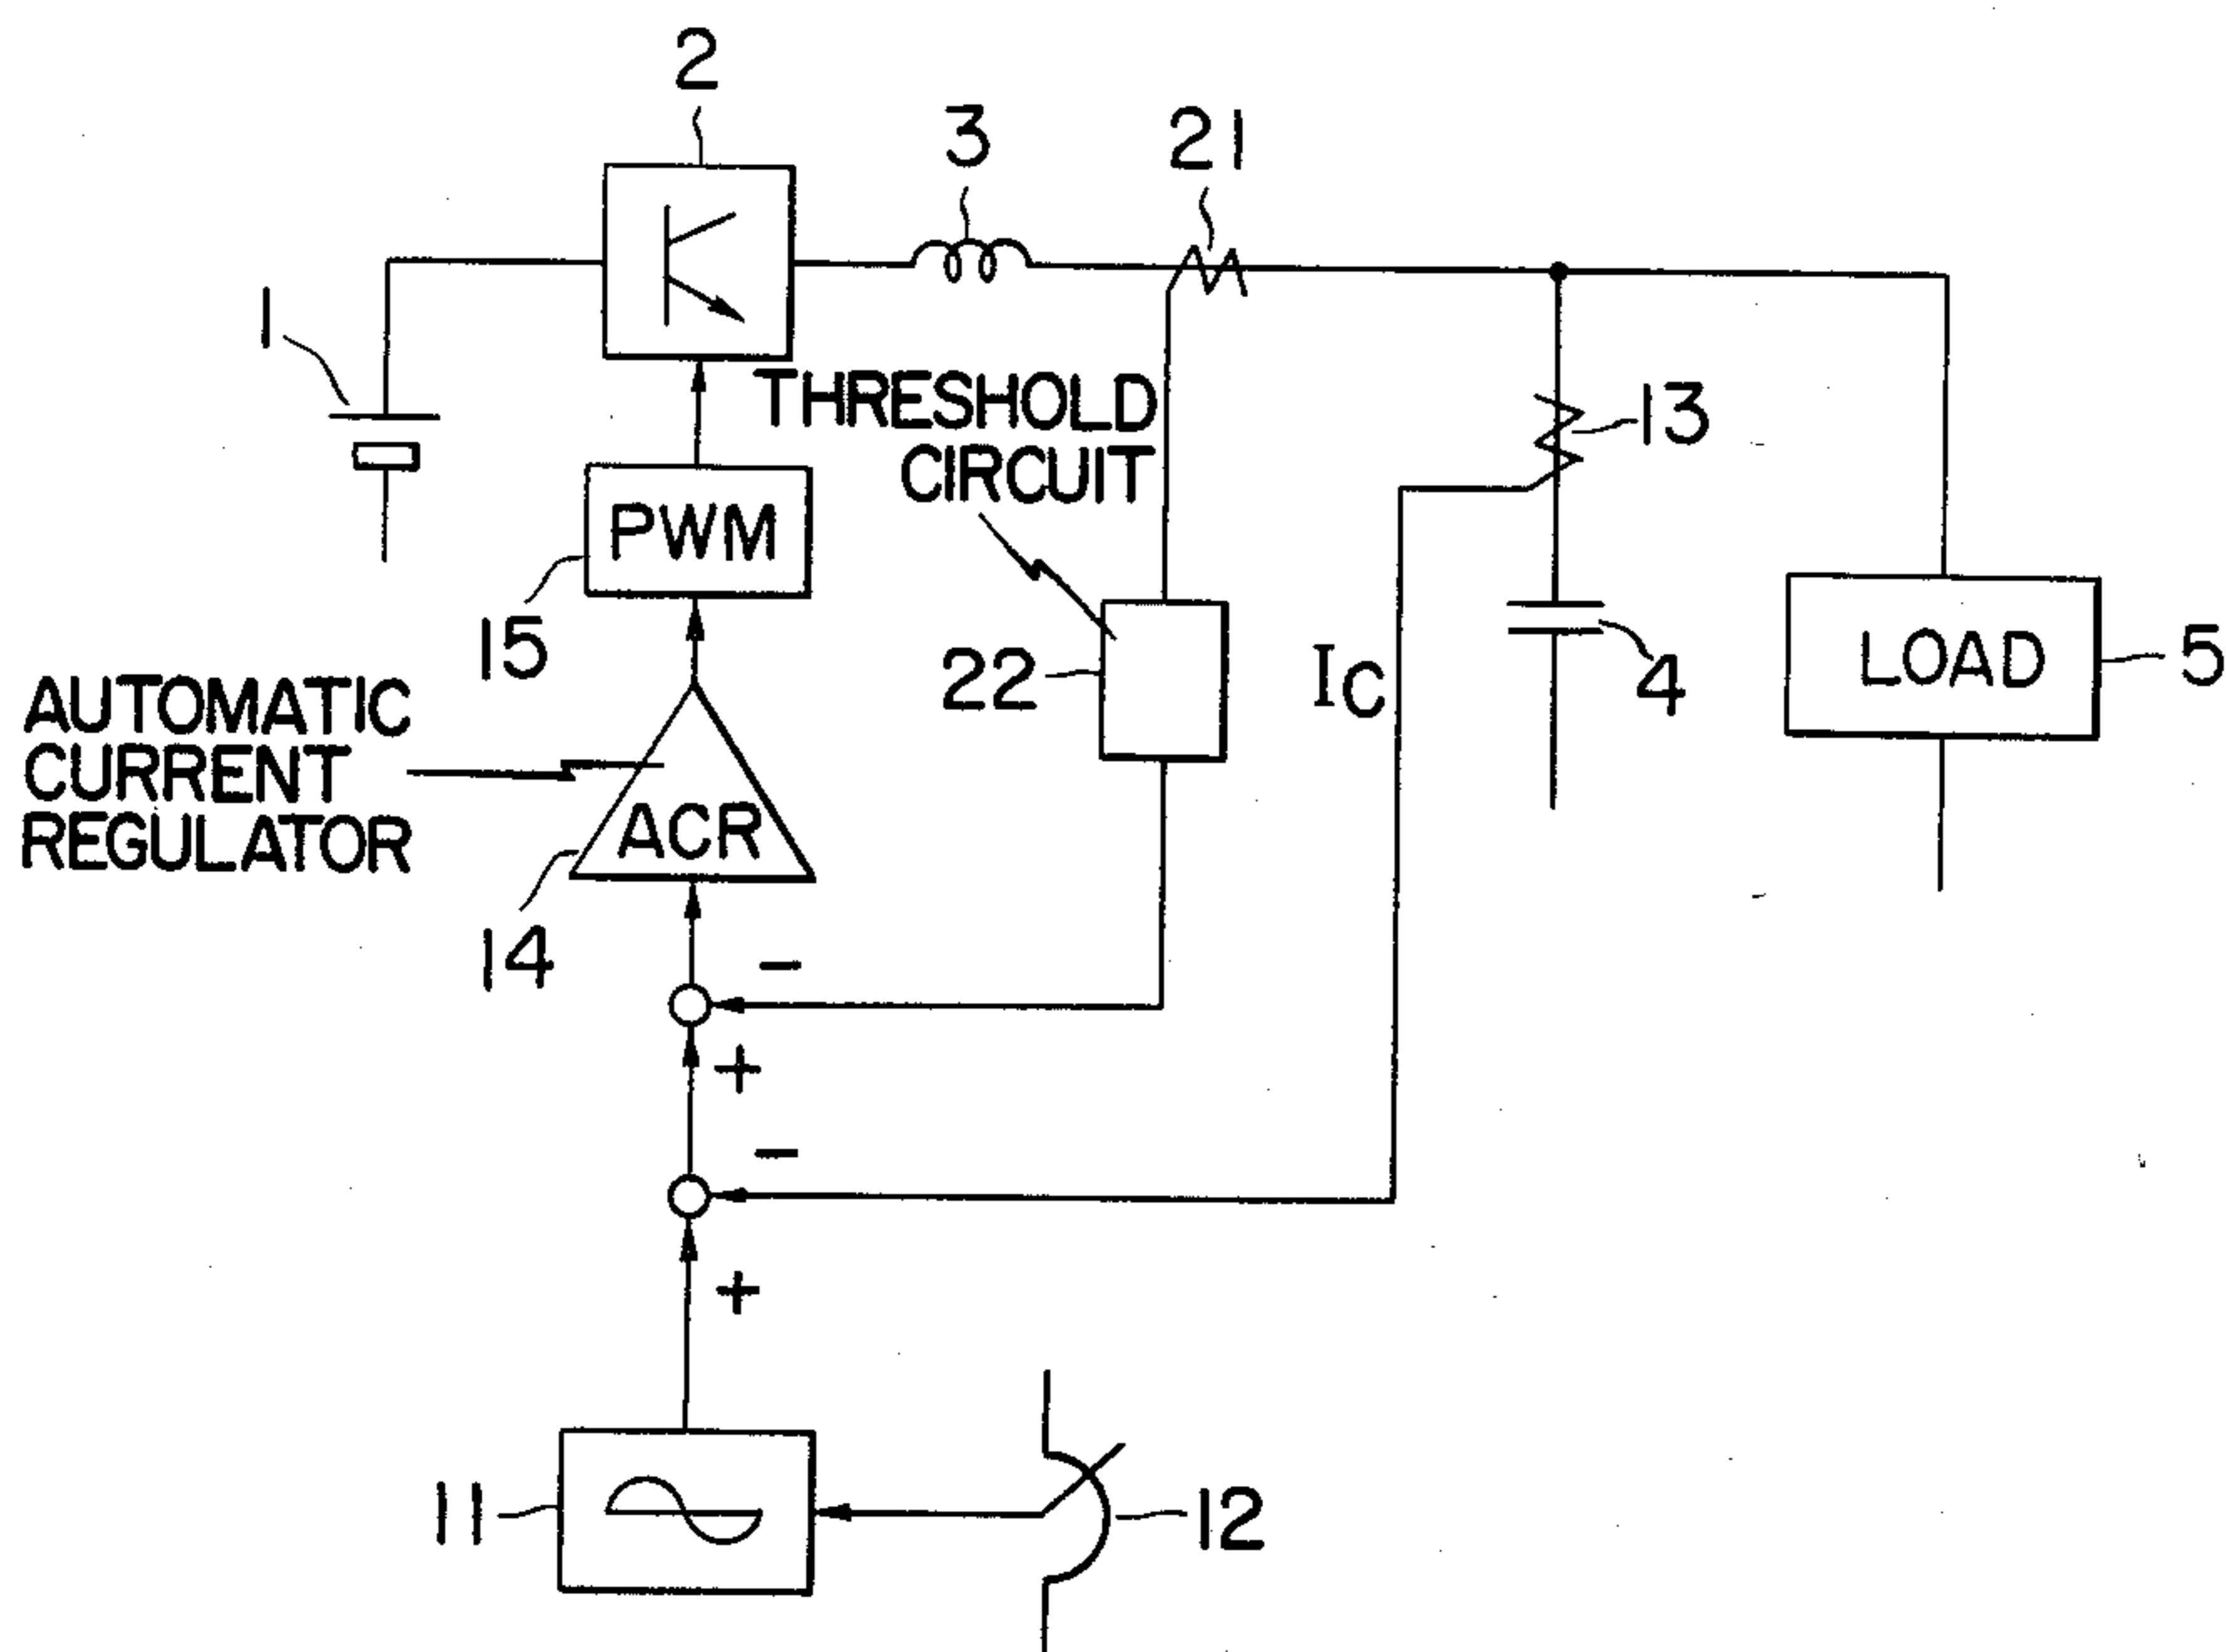 2
3
21
1
THRESHOLD
CIRCUIT
13
PWM
15
22
I_C
4
LOAD
5
AUTOMATIC
CURRENT
REGULATOR
ACR
14
−
+
−
+
11
12